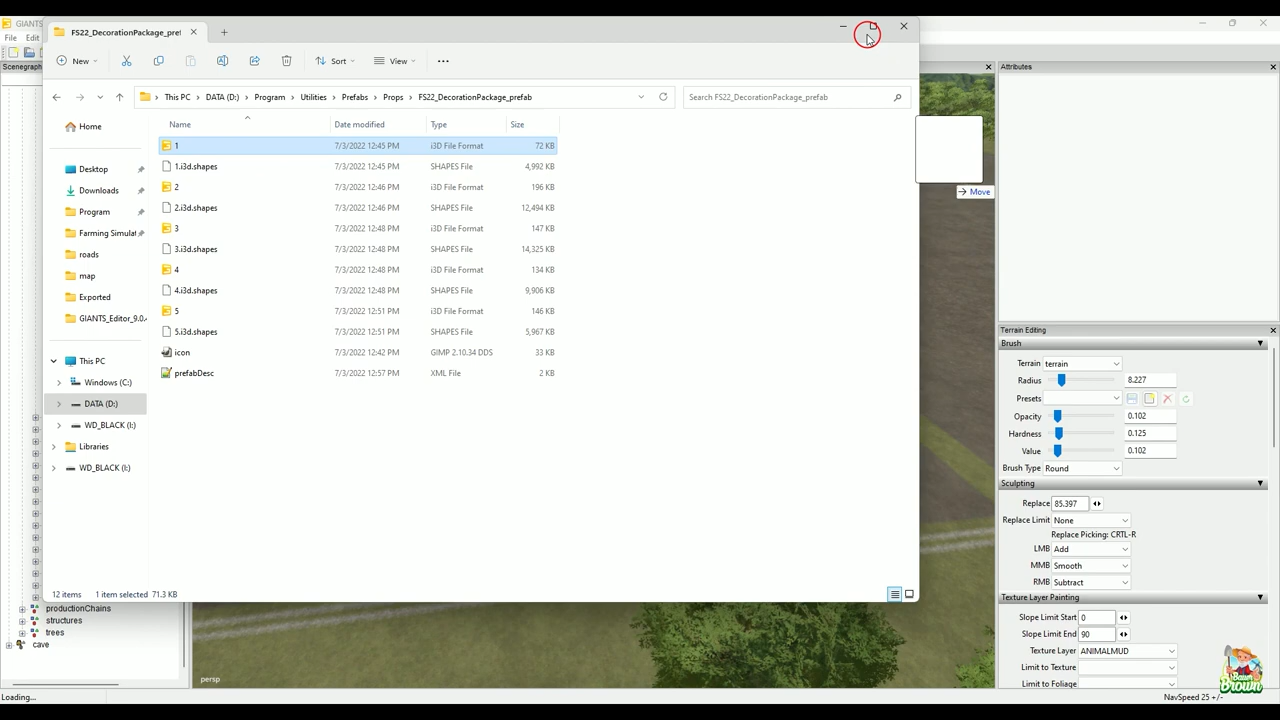 GIANTS
FS22_DecorationPackage_pref
File Edit
New
Sort
View
Scenegraph
Attributes
This PC > DATA (D:) > Program > Utilities > Prefabs > Props > FS22_DecorationPackage_prefab
Search FS22_DecorationPackage_prefab
Name Date modified Type Size
Home
Desktop
Downloads
Program
Farming Simulat
roads
map
Exported
GIANTS_Editor_9.0.
This PC
Windows (C:)
DATA (D:)
WD_BLACK (I:)
Libraries
WD_BLACK (I:)
1 7/3/2022 12:45 PM i3D File Format 72 KB
1.i3d.shapes 7/3/2022 12:45 PM SHAPES File 4,992 KB
2 7/3/2022 12:46 PM i3D File Format 196 KB
2.i3d.shapes 7/3/2022 12:46 PM SHAPES File 12,494 KB
3 7/3/2022 12:48 PM i3D File Format 147 KB
3.i3d.shapes 7/3/2022 12:48 PM SHAPES File 14,325 KB
4 7/3/2022 12:48 PM i3D File Format 134 KB
4.i3d.shapes 7/3/2022 12:48 PM SHAPES File 9,906 KB
5 7/3/2022 12:51 PM i3D File Format 146 KB
5.i3d.shapes 7/3/2022 12:51 PM SHAPES File 5,967 KB
icon 7/3/2022 12:42 PM GIMP 2.10.34 DDS 33 KB
prefabDesc 7/3/2022 12:57 PM XML File 2 KB
Move
12 items 1 item selected 71.3 KB
productionChains
structures
trees
cave
persp
Loading...
Terrain Editing
Brush
Terrain terrain
Radius 8.227
Presets
Opacity 0.102
Hardness 0.125
Value 0.102
Brush Type Round
Sculpting
Replace 85.397
Replace Limit None
Replace Picking: CRTL-R
LMB Add
MMB Smooth
RMB Subtract
Texture Layer Painting
Slope Limit Start 0
Slope Limit End 90
Texture Layer ANIMALMUD
Limit to Texture
Limit to Foliage
Bauer
Brown
NavSpeed 25 +/-